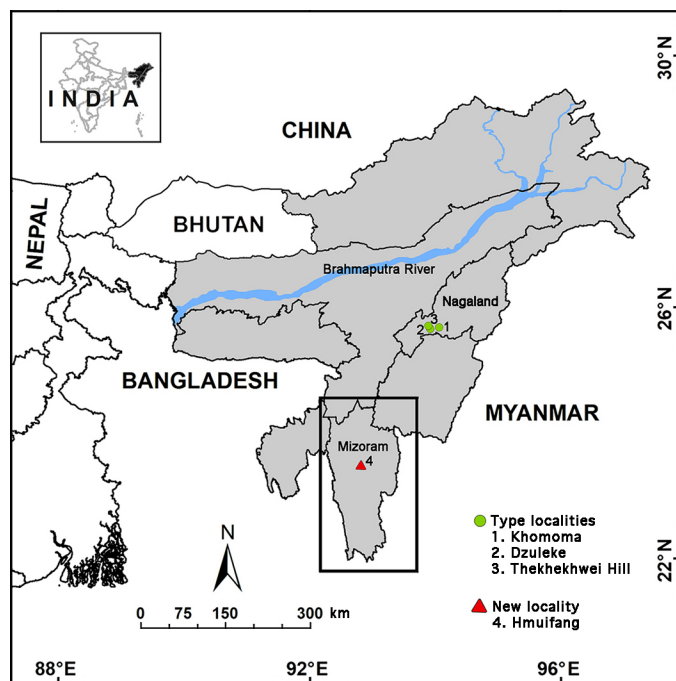 INDIA
CHINA
30°N
NEPAL
BHUTAN
Brahmaputra River
Nagaland
26°N
3
2
1
BANGLADESH
MYANMAR
Mizoram
4
Type localities
1. Khomoma
2. Dzuleke
3. Thekhekhwei Hill
N
22°N
New locality
4. Hmuifang
0 75 150 300 km
88°E 92°E 96°E